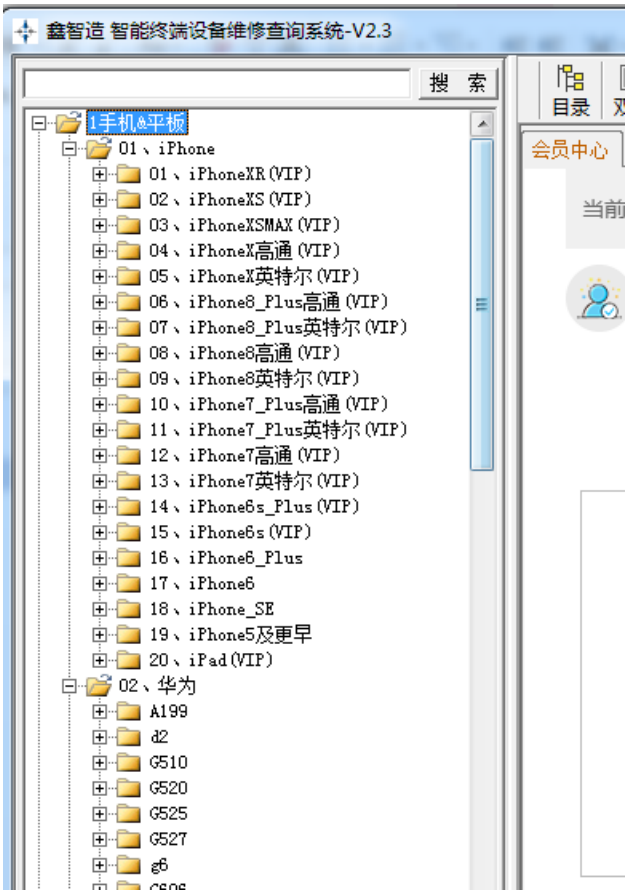 鑫智造 智能终端设备维修查询系统-V2.3
搜 索
目录
会员中心
当前
1手机&平板
01、iPhone
01、iPhoneXR(VIP)
02、iPhoneXS(VIP)
03、iPhoneXSMAX(VIP)
04、iPhoneX高通(VIP)
05、iPhoneX英特尔(VIP)
06、iPhone8_Plus高通(VIP)
07、iPhone8_Plus英特尔(VIP)
08、iPhone8高通(VIP)
09、iPhone8英特尔(VIP)
10、iPhone7_Plus高通(VIP)
11、iPhone7_Plus英特尔(VIP)
12、iPhone7高通(VIP)
13、iPhone7英特尔(VIP)
14、iPhone6s_Plus(VIP)
15、iPhone6s(VIP)
16、iPhone6_Plus
17、iPhone6
18、iPhone_SE
19、iPhone5及更早
20、iPad(VIP)
02、华为
A199
d2
G510
G520
G525
G527
g6